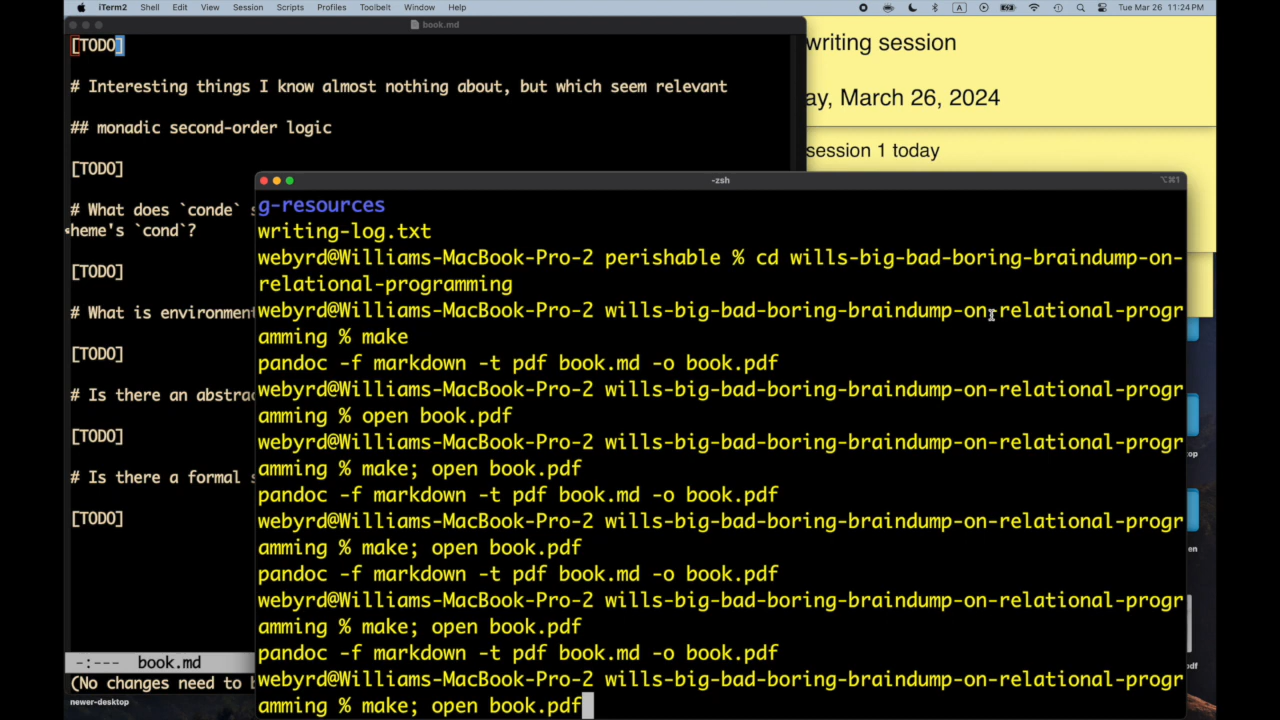 iTerm2 Shell Edit View Session Scripts Profiles Toolbelt Window Help
A
Tue Mar 26 11:24 PM
book.md
[TODO]
# Interesting things I know almost nothing about, but which seem relevant
## monadic second-order logic
[TODO]
# What does `conde`
heme's `cond`?
[TODO]
# What is environment
[TODO]
# Is there an abstra
[TODO]
# Is there a formal
[TODO]
-:--- book.md
(No changes need to
newer-desktop
writing session
ay, March 26, 2024
session 1 today
-zsh
⌥⌘1
g-resources
writing-log.txt
webyrd@Williams-MacBook-Pro-2 perishable % cd wills-big-bad-boring-braindump-on-
relational-programming
webyrd@Williams-MacBook-Pro-2 wills-big-bad-boring-braindump-on-relational-progr
amming % make
pandoc -f markdown -t pdf book.md -o book.pdf
webyrd@Williams-MacBook-Pro-2 wills-big-bad-boring-braindump-on-relational-progr
amming % open book.pdf
webyrd@Williams-MacBook-Pro-2 wills-big-bad-boring-braindump-on-relational-progr
amming % make; open book.pdf
pandoc -f markdown -t pdf book.md -o book.pdf
webyrd@Williams-MacBook-Pro-2 wills-big-bad-boring-braindump-on-relational-progr
amming % make; open book.pdf
pandoc -f markdown -t pdf book.md -o book.pdf
webyrd@Williams-MacBook-Pro-2 wills-big-bad-boring-braindump-on-relational-progr
amming % make; open book.pdf
pandoc -f markdown -t pdf book.md -o book.pdf
webyrd@Williams-MacBook-Pro-2 wills-big-bad-boring-braindump-on-relational-progr
amming % make; open book.pdf
top
en
pdf